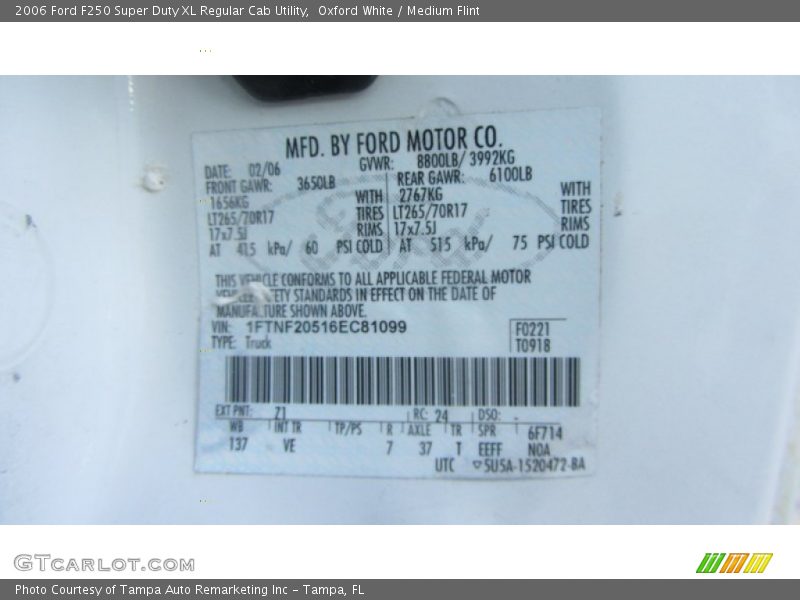 2006 Ford F250 Super Duty XL Regular Cab Utility,  Oxford White / Medium Flint
MFD. BY FORD MOTOR CO.
DATE: 02/06 GVWR: 8800LB/ 3992KG
FRONT GAWR: 3650LB REAR GAWR: 6100LB
1656KG WITH 2767KG WITH
LT265/70R17 TIRES LT265/70R17 TIRES
17x7.5J RIMS 17x7.5J RIMS
AT 415 kPa/ 60 PSI COLD AT 515 kPa/ 75 PSI COLD
THIS VEHICLE CONFORMS TO ALL APPLICABLE FEDERAL MOTOR
VEHICLE SAFETY STANDARDS IN EFFECT ON THE DATE OF
MANUFACTURE SHOWN ABOVE.
VIN: 1FTNF20516EC81099 F0221
TYPE: Truck T0918
EXT PNT: Z1 RC: 24 DSO:
WB INT TR TP/PS R AXLE TR SPR 6F714
137 VE 7 37 T EEFF NOA
UTC ▽5U5A-1520472-BA
GTCARLOT.COM
Photo Courtesy of Tampa Auto Remarketing Inc - Tampa, FL